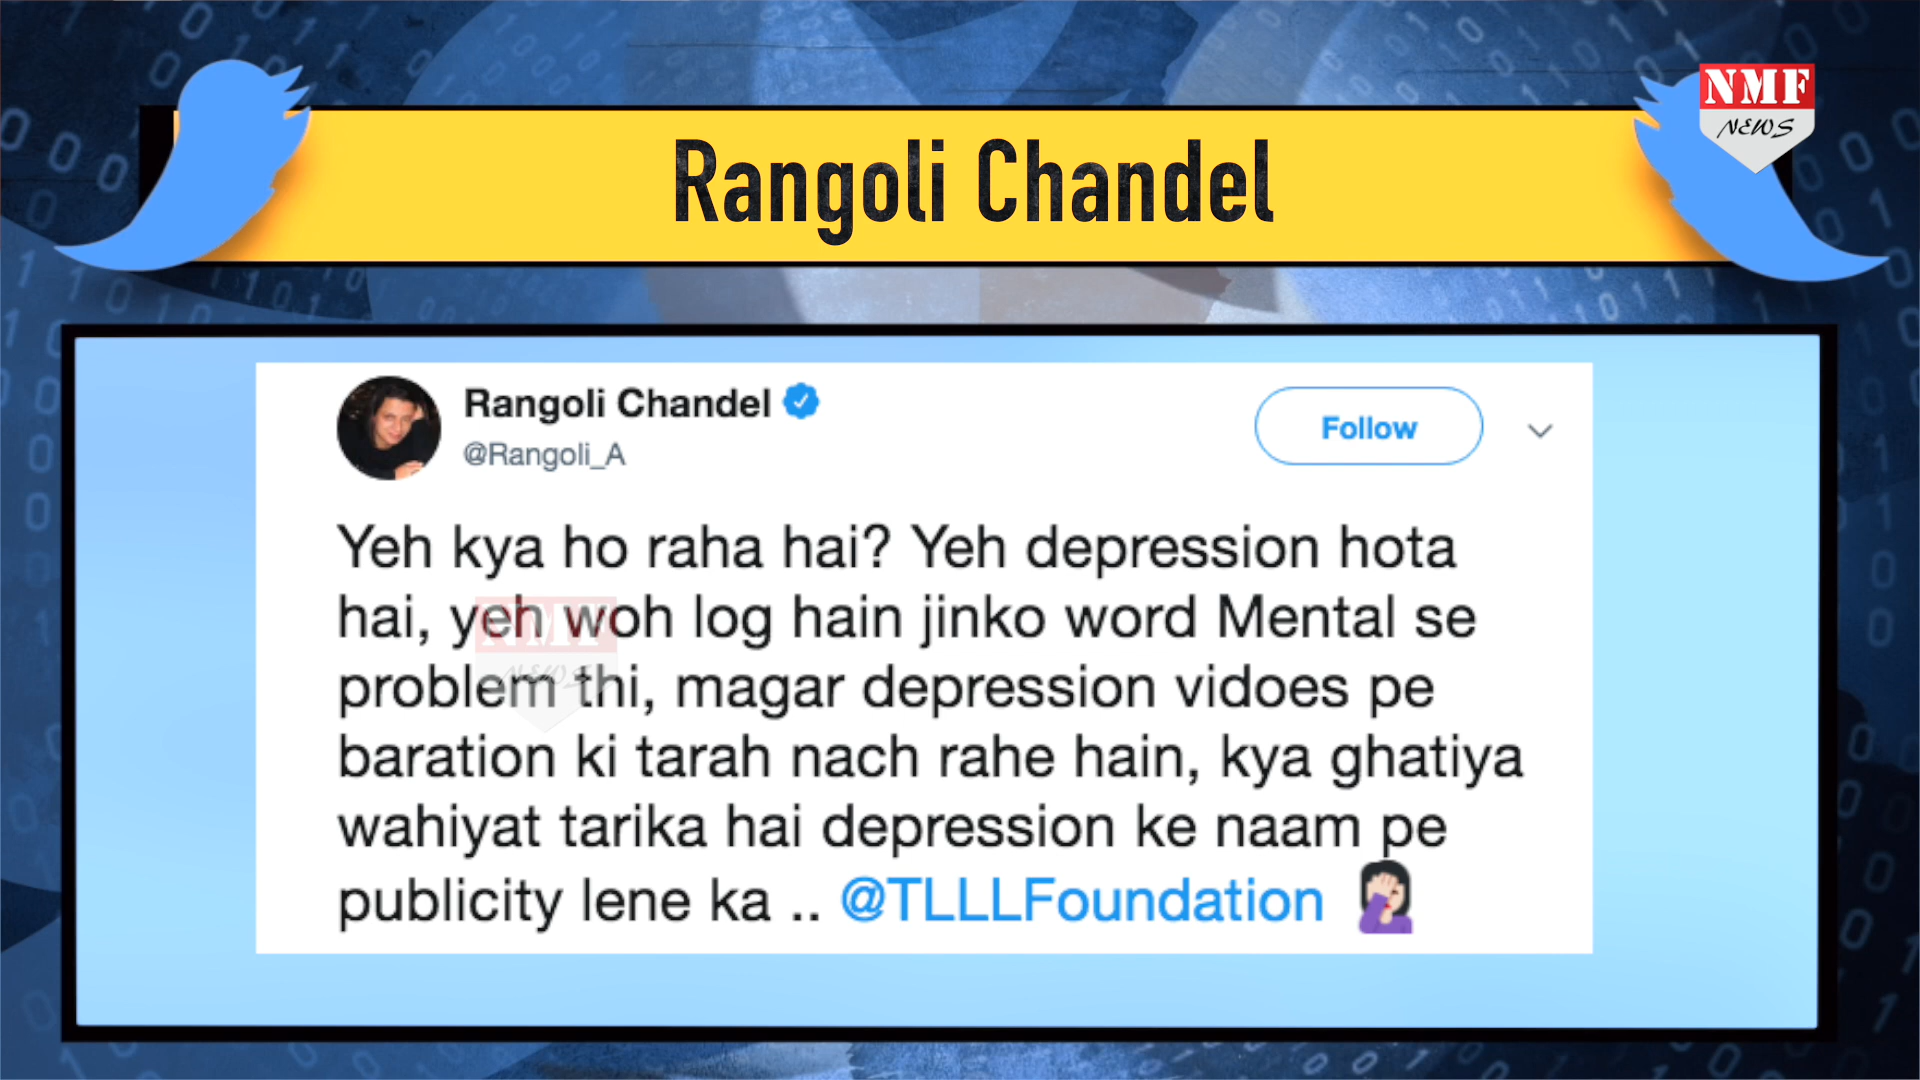 NMF
NEWS
Rangoli Chandel
Rangoli Chandel
@Rangoli_A
Follow
Yeh kya ho raha hai? Yeh depression hota
hai, yeh woh log hain jinko word Mental se
problem thi, magar depression vidoes pe
baration ki tarah nach rahe hain, kya ghatiya
wahiyat tarika hai depression ke naam pe
publicity lene ka .. @TLLLFoundation 🤦🏻‍♀️
NMF
NEWS